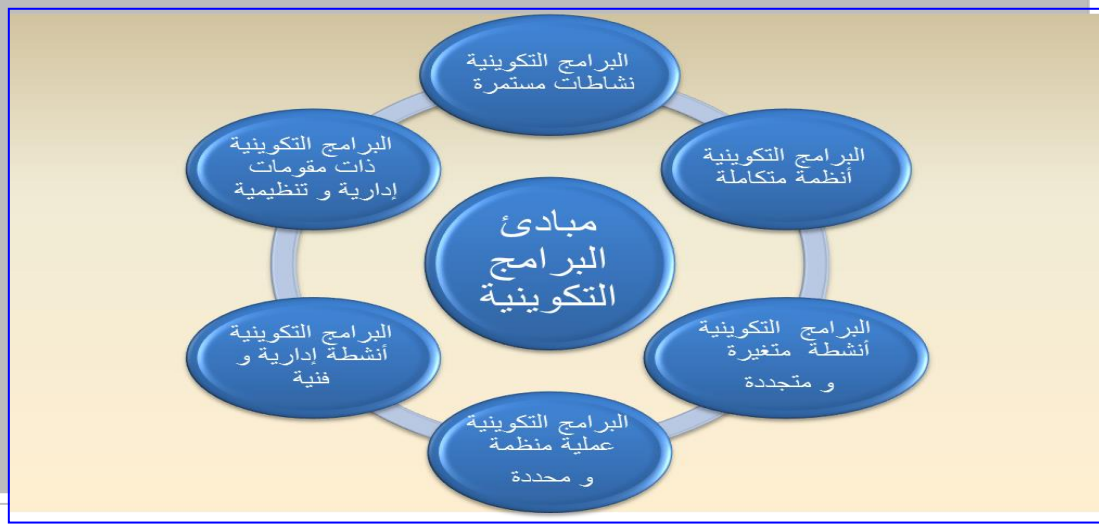 البرامج التكوينية
نشاطات مستمرة
البرامج التكوينية
أنظمة متكاملة
البرامج التكوينية
أنشطة متغيرة
و متجددة
البرامج التكوينية
عملية منظمة
و محددة
البرامج التكوينية
أنشطة إدارية و
فنية
البرامج التكوينية
ذات مقومات
إدارية و تنظيمية
مبادئ
البرامج
التكوينية